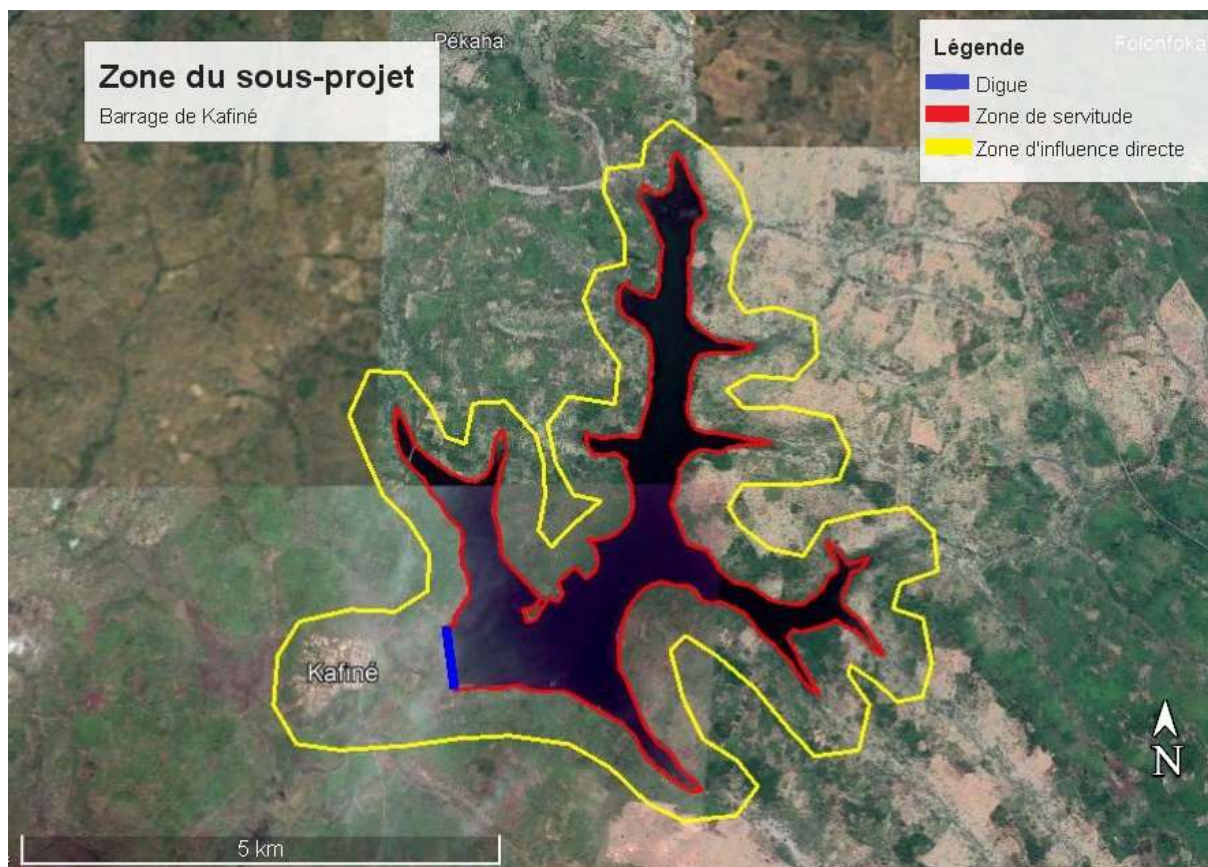 Pékaha
Zone du sous-projet
Barrage de Kafiné
Légende
Folonfoka
Digue
Zone de servitude
Zone d'influence directe
Kafiné
N
5 km